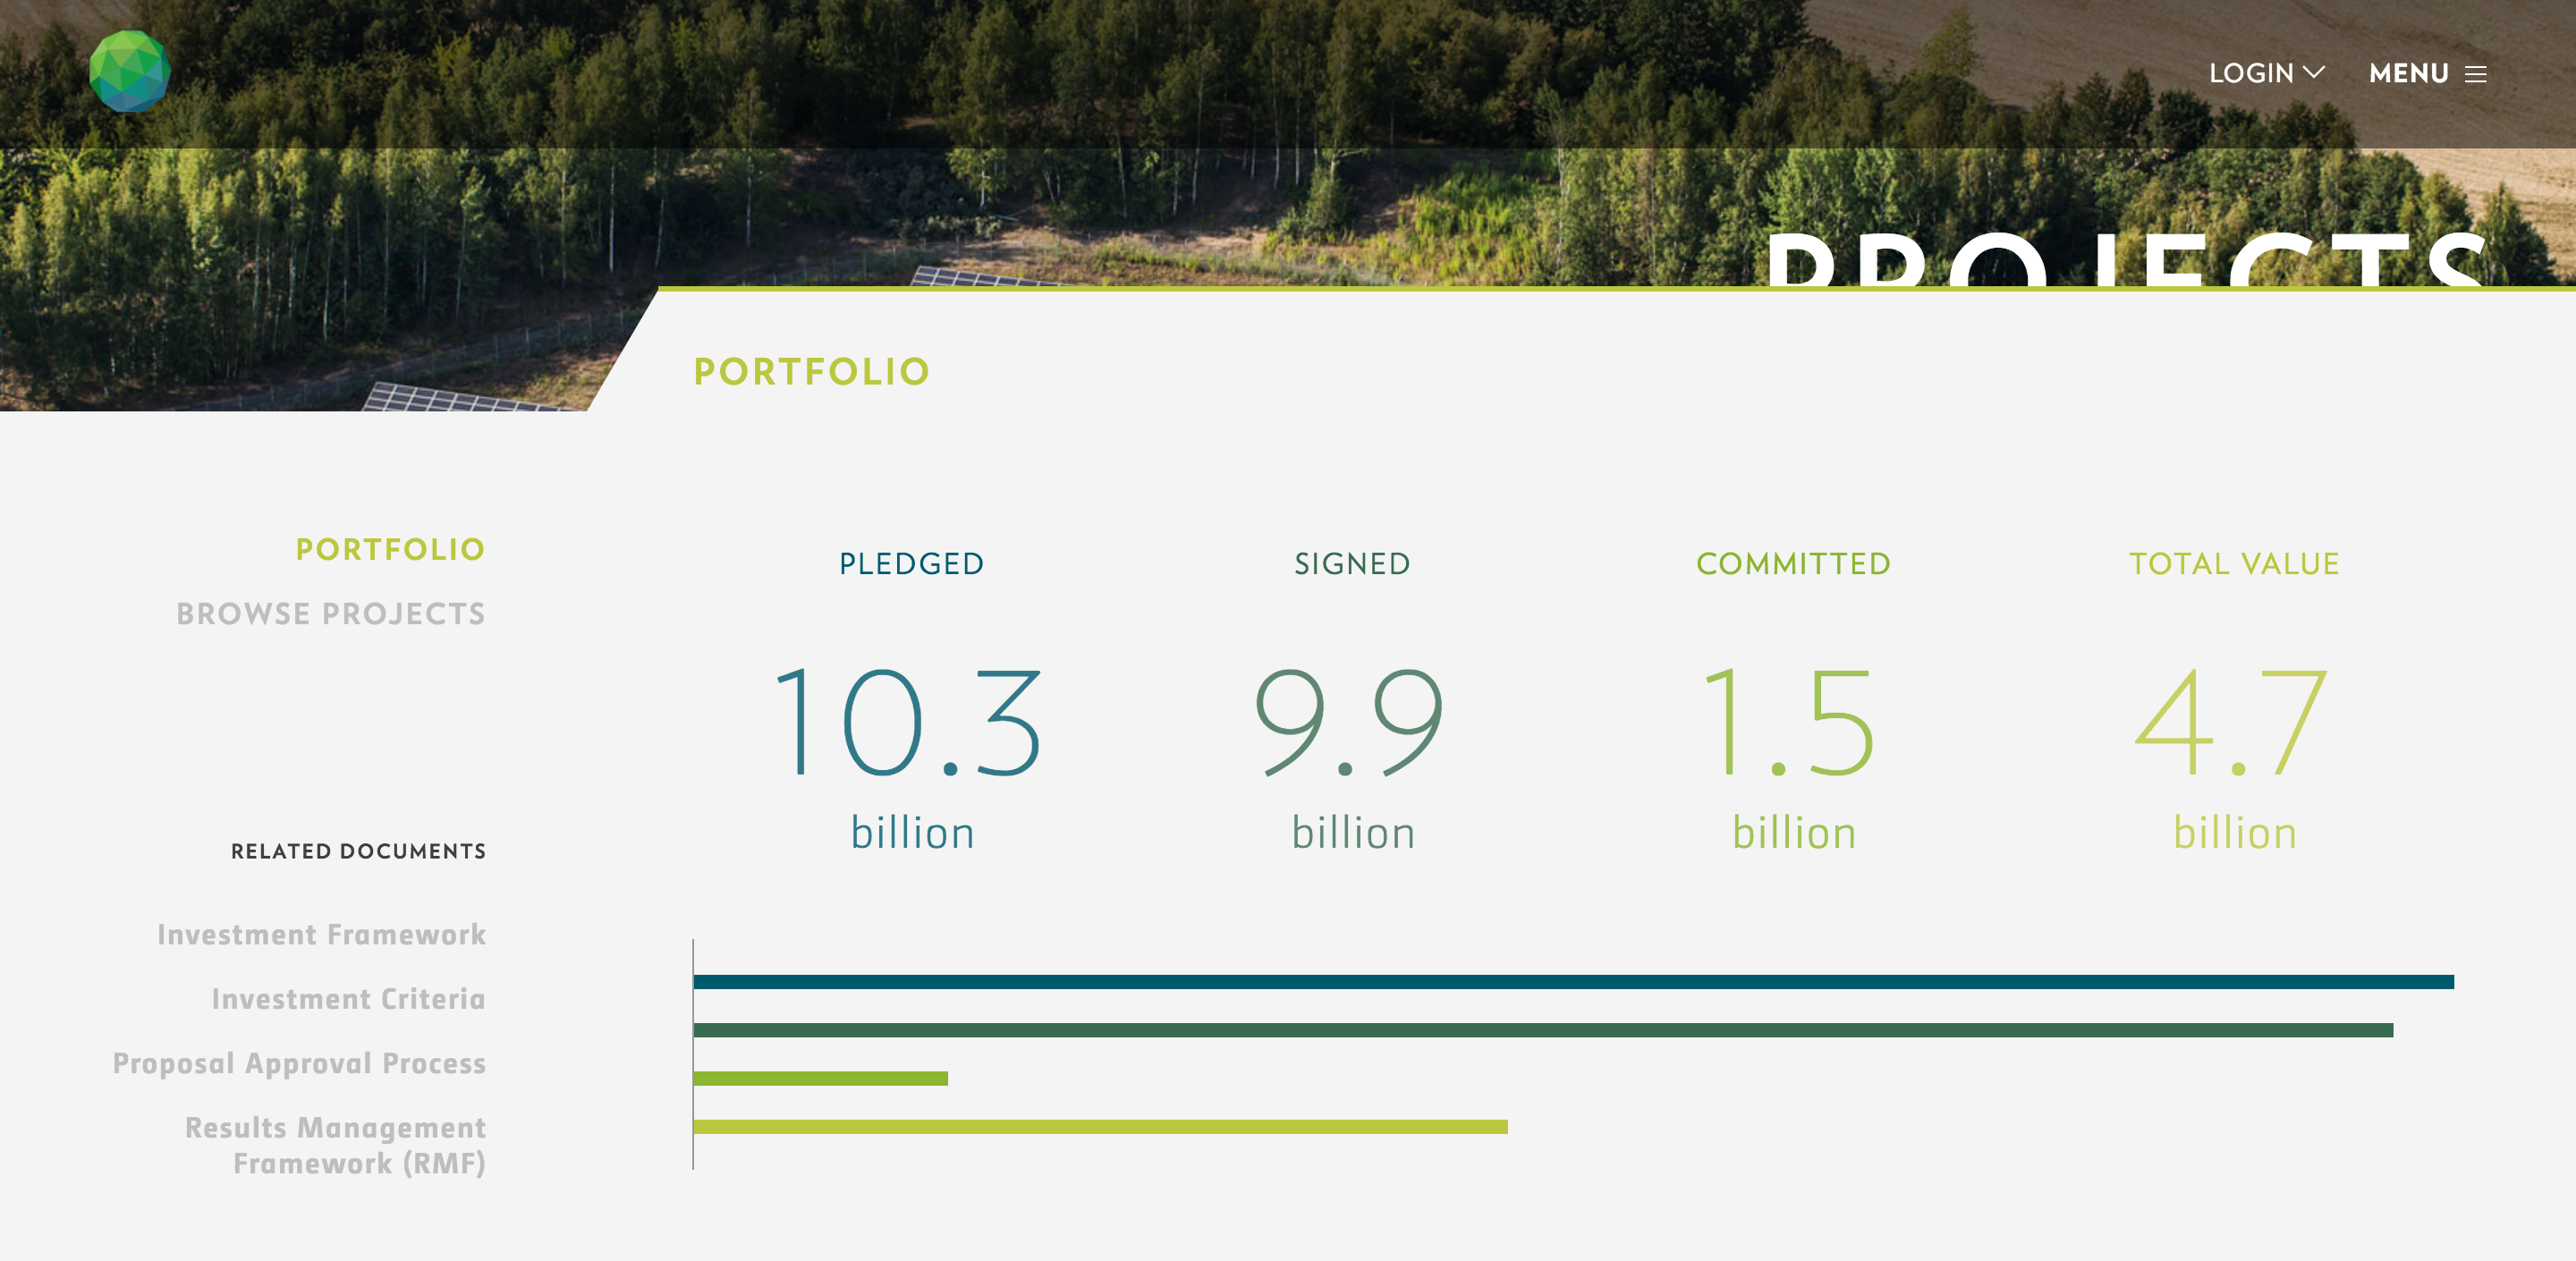 LOGIN MENU
PROJECTS
PORTFOLIO
PORTFOLIO
BROWSE PROJECTS
RELATED DOCUMENTS
Investment Framework
Investment Criteria
Proposal Approval Process
Results Management
Framework (RMF)
PLEDGED SIGNED COMMITTED TOTAL VALUE
10.3 9.9 1.5 4.7
billion billion billion billion